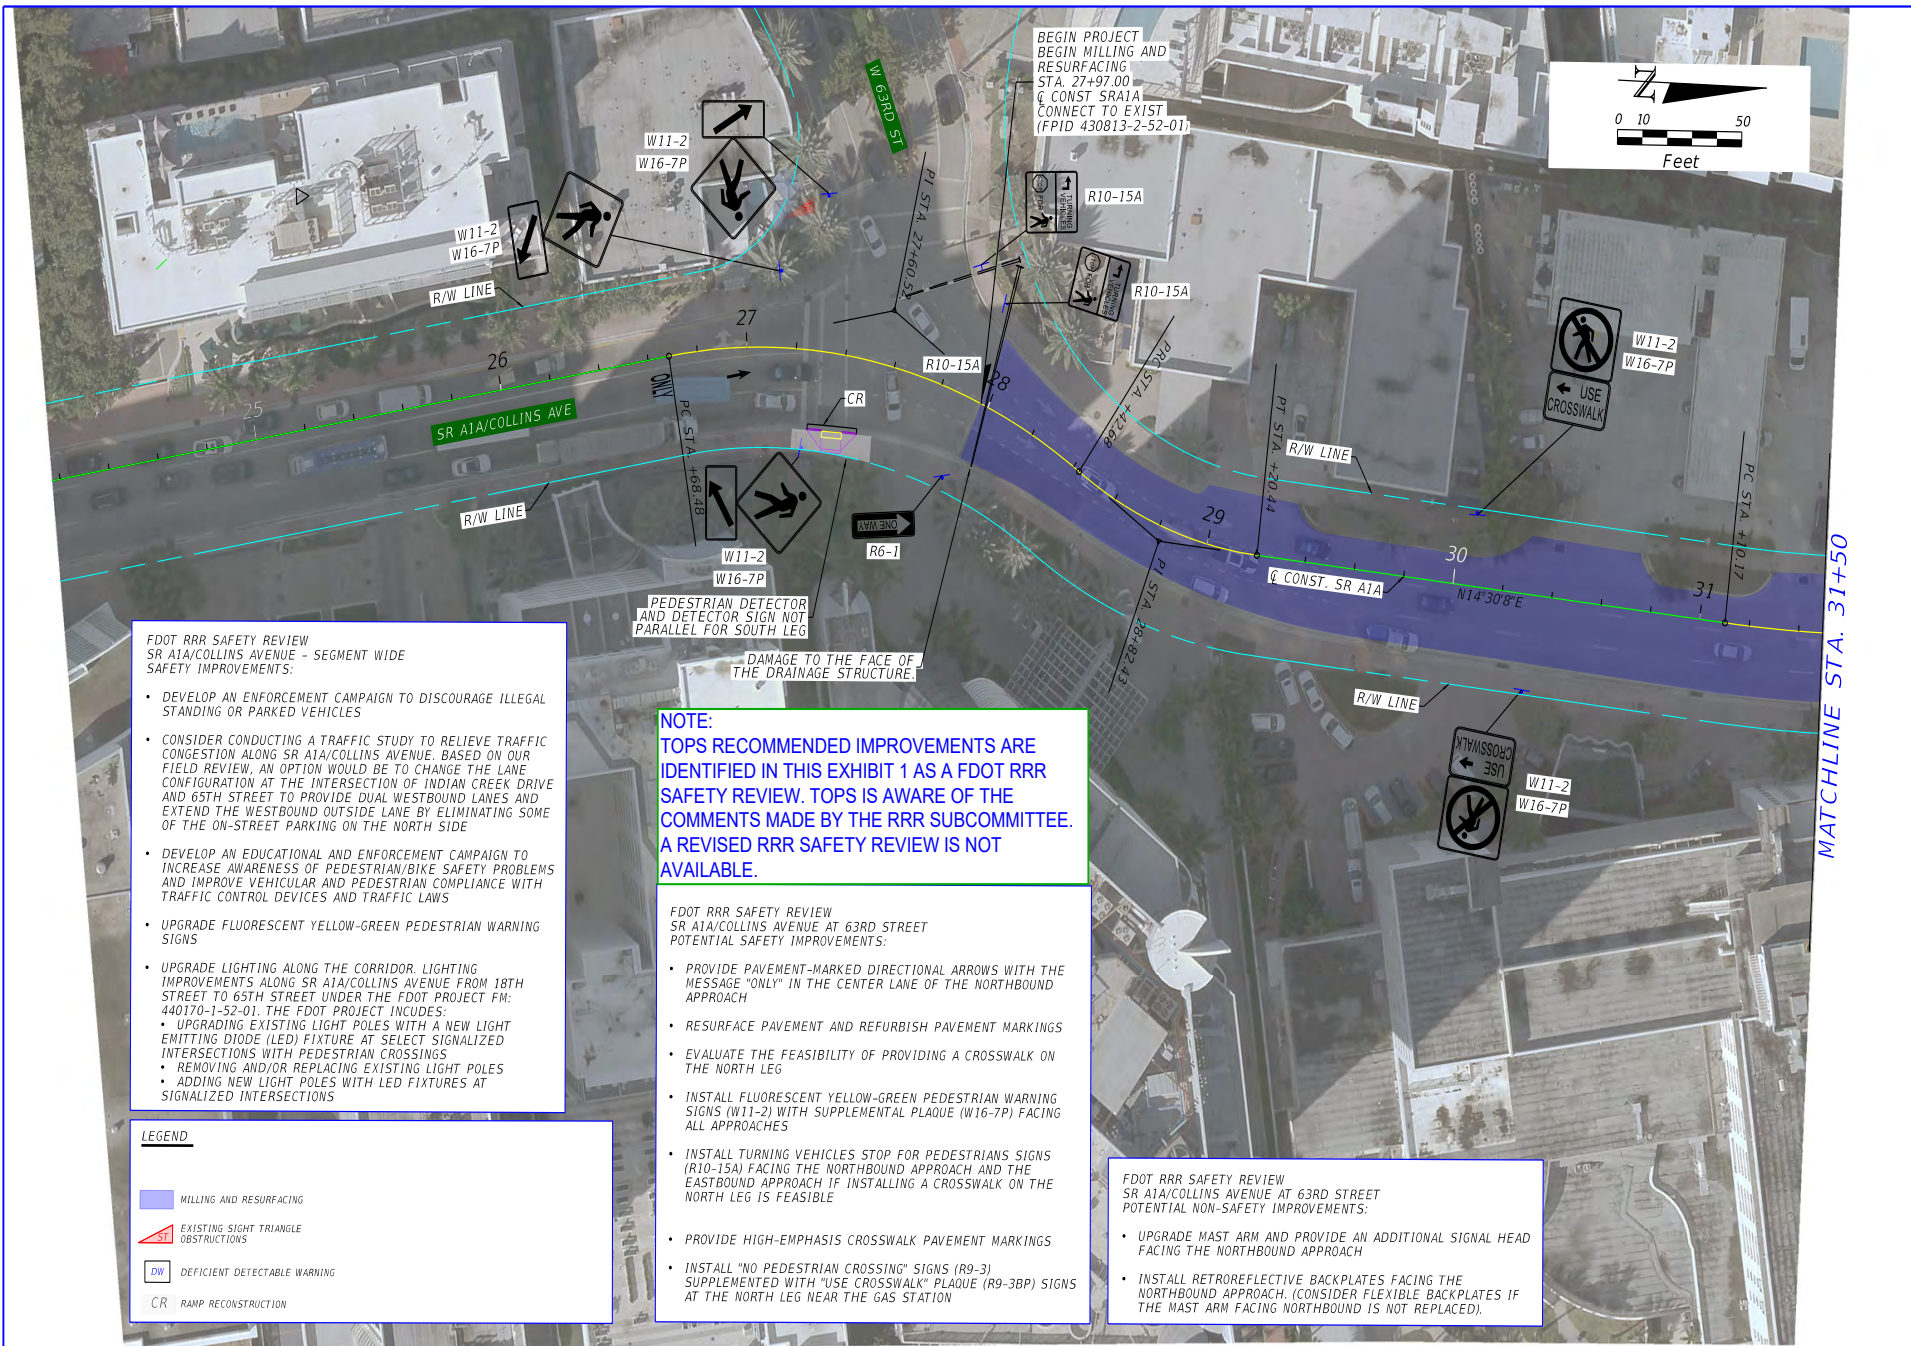 BEGIN PROJECT
BEGIN MILLING AND
RESURFACING
STA. 27+97.00
℄ CONST SRA1A
CONNECT TO EXIST
(FPID 430813-2-52-01)
W 63RD ST
0 10 50
Feet
W11-2
W16-7P
W11-2
W16-7P
R/W LINE
PI STA. 27+60.52
TURNING
VEHICLES
FOR
R10-15A
TURNING
VEHICLES
FOR
R10-15A
R10-15A
ST
25
26
27
28
29
30
31
SR A1A/COLLINS AVE
ONLY
PC STA. +68.48
CR
R/W LINE
PRC STA. +42.68
PT STA. +20.44
R/W LINE
W11-2
W16-7P
USE
CROSSWALK
PC STA. +10.17
℄ CONST. SR A1A
N14°30'8"E
PI STA. 28+82.43
R/W LINE
MATCHLINE STA. 31+50
ONE WAY
R6-1
W11-2
W16-7P
PEDESTRIAN DETECTOR
AND DETECTOR SIGN NOT
PARALLEL FOR SOUTH LEG
DAMAGE TO THE FACE OF
THE DRAINAGE STRUCTURE.
USE
CROSSWALK
W11-2
W16-7P
FDOT RRR SAFETY REVIEW
SR A1A/COLLINS AVENUE - SEGMENT WIDE
SAFETY IMPROVEMENTS:
• DEVELOP AN ENFORCEMENT CAMPAIGN TO DISCOURAGE ILLEGAL
STANDING OR PARKED VEHICLES
• CONSIDER CONDUCTING A TRAFFIC STUDY TO RELIEVE TRAFFIC
CONGESTION ALONG SR A1A/COLLINS AVENUE. BASED ON OUR
FIELD REVIEW, AN OPTION WOULD BE TO CHANGE THE LANE
CONFIGURATION AT THE INTERSECTION OF INDIAN CREEK DRIVE
AND 65TH STREET TO PROVIDE DUAL WESTBOUND LANES AND
EXTEND THE WESTBOUND OUTSIDE LANE BY ELIMINATING SOME
OF THE ON-STREET PARKING ON THE NORTH SIDE
• DEVELOP AN EDUCATIONAL AND ENFORCEMENT CAMPAIGN TO
INCREASE AWARENESS OF PEDESTRIAN/BIKE SAFETY PROBLEMS
AND IMPROVE VEHICULAR AND PEDESTRIAN COMPLIANCE WITH
TRAFFIC CONTROL DEVICES AND TRAFFIC LAWS
• UPGRADE FLUORESCENT YELLOW-GREEN PEDESTRIAN WARNING
SIGNS
• UPGRADE LIGHTING ALONG THE CORRIDOR. LIGHTING
IMPROVEMENTS ALONG SR A1A/COLLINS AVENUE FROM 18TH
STREET TO 65TH STREET UNDER THE FDOT PROJECT FM:
440170-1-52-01. THE FDOT PROJECT INCUDES:
• UPGRADING EXISTING LIGHT POLES WITH A NEW LIGHT
EMITTING DIODE (LED) FIXTURE AT SELECT SIGNALIZED
INTERSECTIONS WITH PEDESTRIAN CROSSINGS
• REMOVING AND/OR REPLACING EXISTING LIGHT POLES
• ADDING NEW LIGHT POLES WITH LED FIXTURES AT
SIGNALIZED INTERSECTIONS
LEGEND
MILLING AND RESURFACING
ST EXISTING SIGHT TRIANGLE
OBSTRUCTIONS
DW DEFICIENT DETECTABLE WARNING
CR RAMP RECONSTRUCTION
NOTE:
TOPS RECOMMENDED IMPROVEMENTS ARE
IDENTIFIED IN THIS EXHIBIT 1 AS A FDOT RRR
SAFETY REVIEW. TOPS IS AWARE OF THE
COMMENTS MADE BY THE RRR SUBCOMMITTEE.
A REVISED RRR SAFETY REVIEW IS NOT
AVAILABLE.
FDOT RRR SAFETY REVIEW
SR A1A/COLLINS AVENUE AT 63RD STREET
POTENTIAL SAFETY IMPROVEMENTS:
• PROVIDE PAVEMENT-MARKED DIRECTIONAL ARROWS WITH THE
MESSAGE "ONLY" IN THE CENTER LANE OF THE NORTHBOUND
APPROACH
• RESURFACE PAVEMENT AND REFURBISH PAVEMENT MARKINGS
• EVALUATE THE FEASIBILITY OF PROVIDING A CROSSWALK ON
THE NORTH LEG
• INSTALL FLUORESCENT YELLOW-GREEN PEDESTRIAN WARNING
SIGNS (W11-2) WITH SUPPLEMENTAL PLAQUE (W16-7P) FACING
ALL APPROACHES
• INSTALL TURNING VEHICLES STOP FOR PEDESTRIANS SIGNS
(R10-15A) FACING THE NORTHBOUND APPROACH AND THE
EASTBOUND APPROACH IF INSTALLING A CROSSWALK ON THE
NORTH LEG IS FEASIBLE
• PROVIDE HIGH-EMPHASIS CROSSWALK PAVEMENT MARKINGS
• INSTALL "NO PEDESTRIAN CROSSING" SIGNS (R9-3)
SUPPLEMENTED WITH "USE CROSSWALK" PLAQUE (R9-3BP) SIGNS
AT THE NORTH LEG NEAR THE GAS STATION
FDOT RRR SAFETY REVIEW
SR A1A/COLLINS AVENUE AT 63RD STREET
POTENTIAL NON-SAFETY IMPROVEMENTS:
• UPGRADE MAST ARM AND PROVIDE AN ADDITIONAL SIGNAL HEAD
FACING THE NORTHBOUND APPROACH
• INSTALL RETROREFLECTIVE BACKPLATES FACING THE
NORTHBOUND APPROACH. (CONSIDER FLEXIBLE BACKPLATES IF
THE MAST ARM FACING NORTHBOUND IS NOT REPLACED).